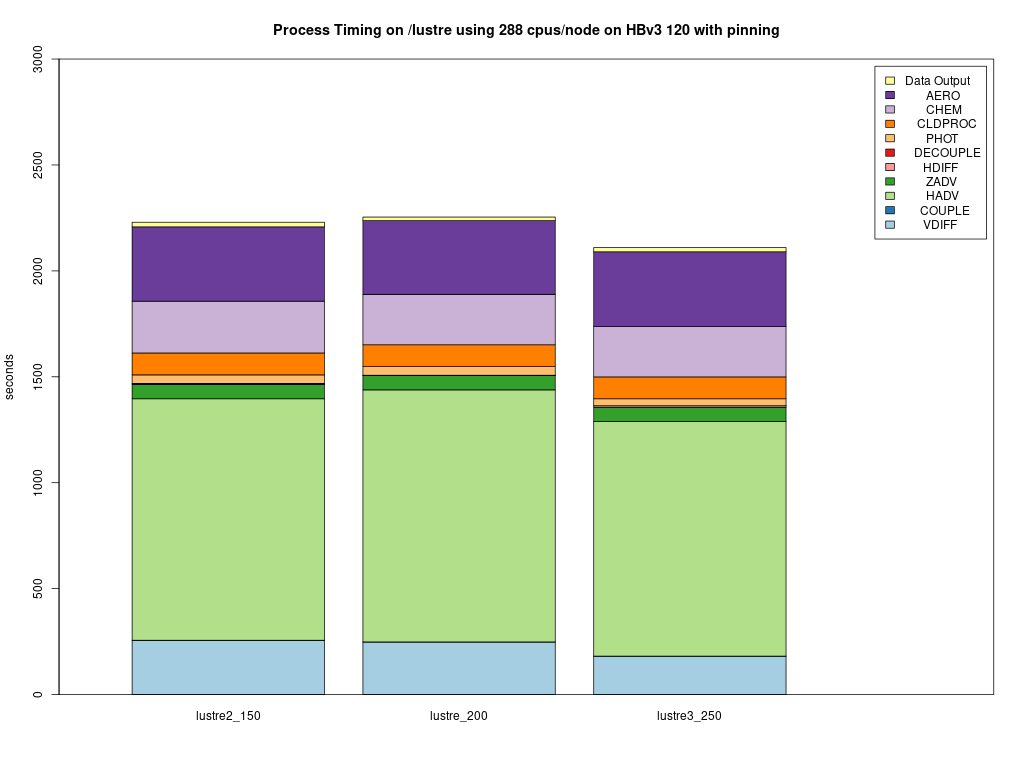 Process Timing on /lustre using 288 cpus/node on HBv3 120 with pinning
3000
2500
2000
1500
1000
500
0
seconds
Data Output
AERO
CHEM
CLDPROC
PHOT
DECOUPLE
HDIFF
ZADV
HADV
COUPLE
VDIFF
lustre2_150
lustre_200
lustre3_250